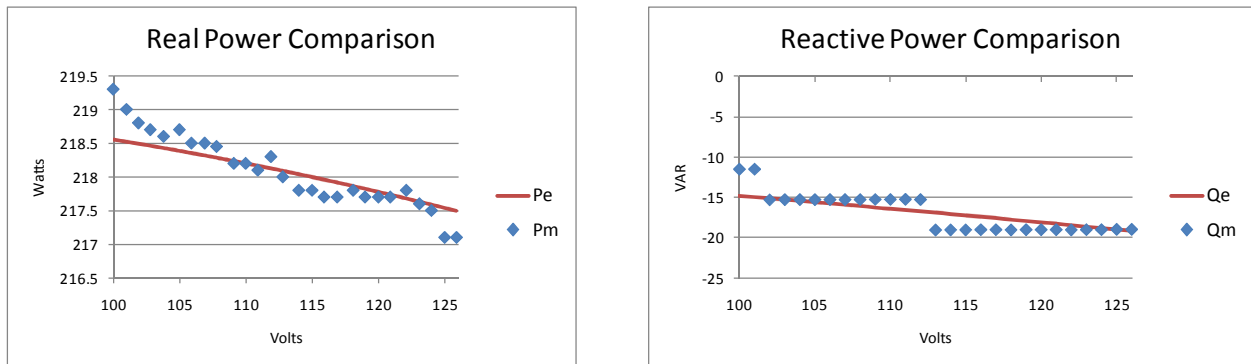 Real Power Comparison
Watts
219.5
219
218.5
218
217.5
217
216.5
100 105 110 115 120 125
Volts
Pe
Pm
Reactive Power Comparison
VAR
0
-5
-10
-15
-20
-25
100 105 110 115 120 125
Volts
Qe
Qm